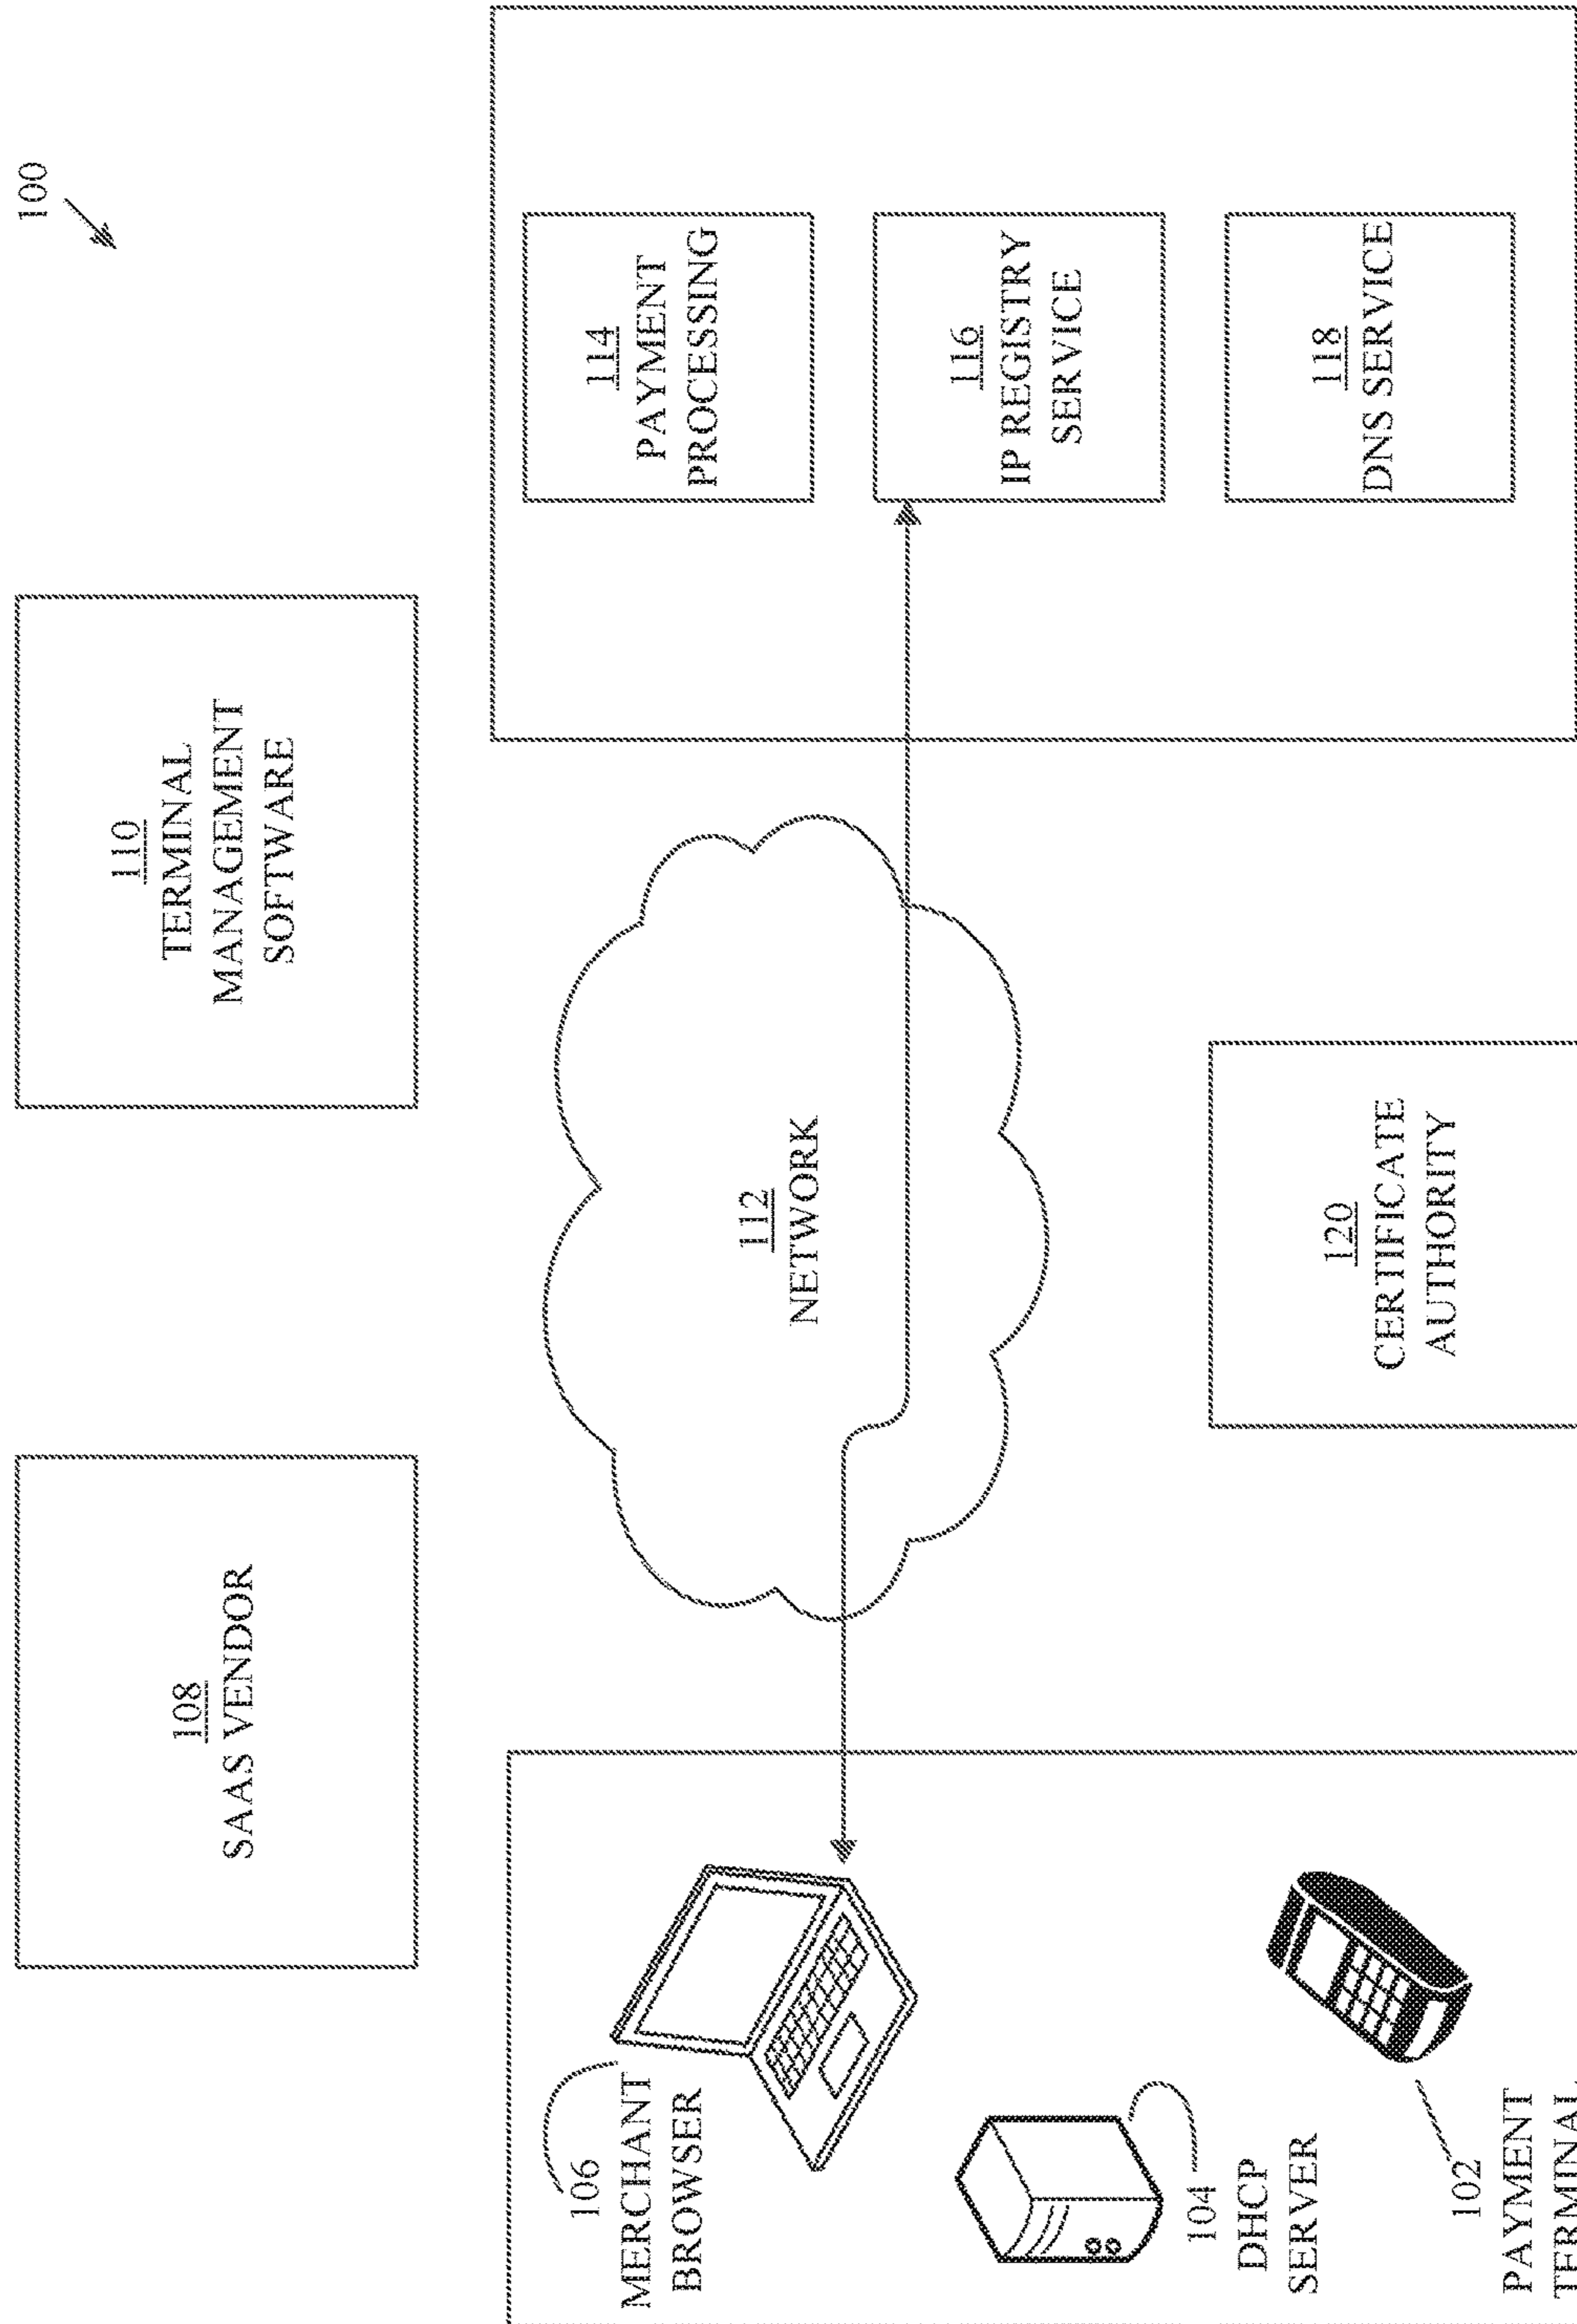 100
108
SAAS VENDOR
110
TERMINAL
MANAGEMENT
SOFTWARE
106
MERCHANT
BROWSER
112
NETWORK
114
PAYMENT
PROCESSING
104
DHCP
SERVER
116
IP REGISTRY
SERVICE
102
PAYMENT
TERMINAL
120
CERTIFICATE
AUTHORITY
118
DNS SERVICE